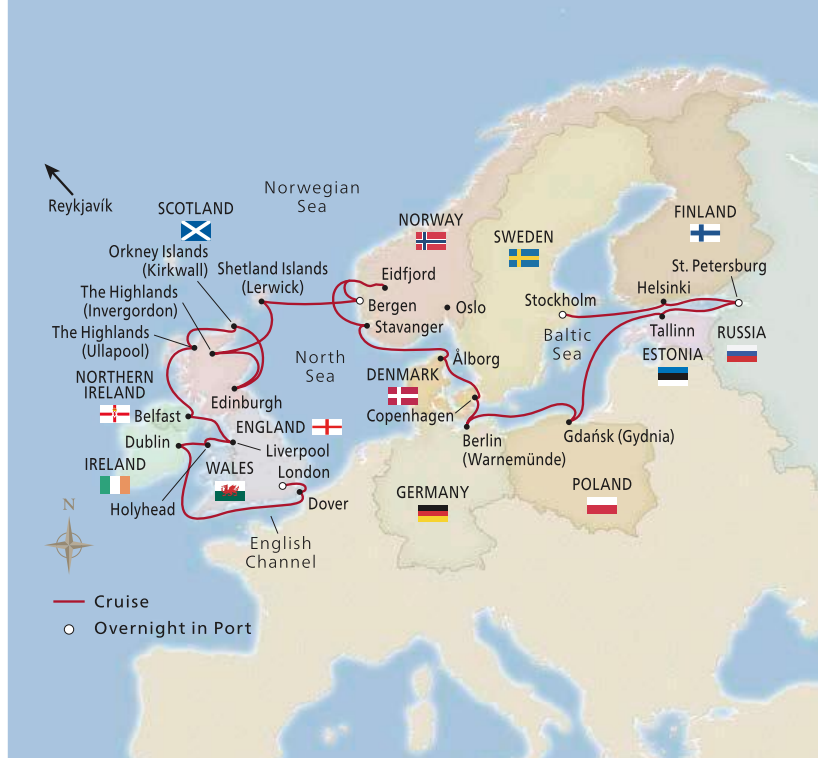 Reykjavík
Norwegian
Sea
SCOTLAND
NORWAY
SWEDEN
FINLAND
Orkney Islands
(Kirkwall)
Shetland Islands
(Lerwick)
Eidfjord
St. Petersburg
The Highlands
(Invergordon)
Bergen
Oslo
Stockholm
Helsinki
The Highlands
(Ullapool)
Stavanger
Baltic
Sea
Tallinn
RUSSIA
North
Sea
Ålborg
ESTONIA
NORTHERN
IRELAND
DENMARK
Edinburgh
Belfast
Copenhagen
ENGLAND
Dublin
Liverpool
Berlin
(Warnemünde)
Gdańsk (Gydnia)
IRELAND
WALES
London
Holyhead
Dover
GERMANY
POLAND
N
English
Channel
Cruise
Overnight in Port